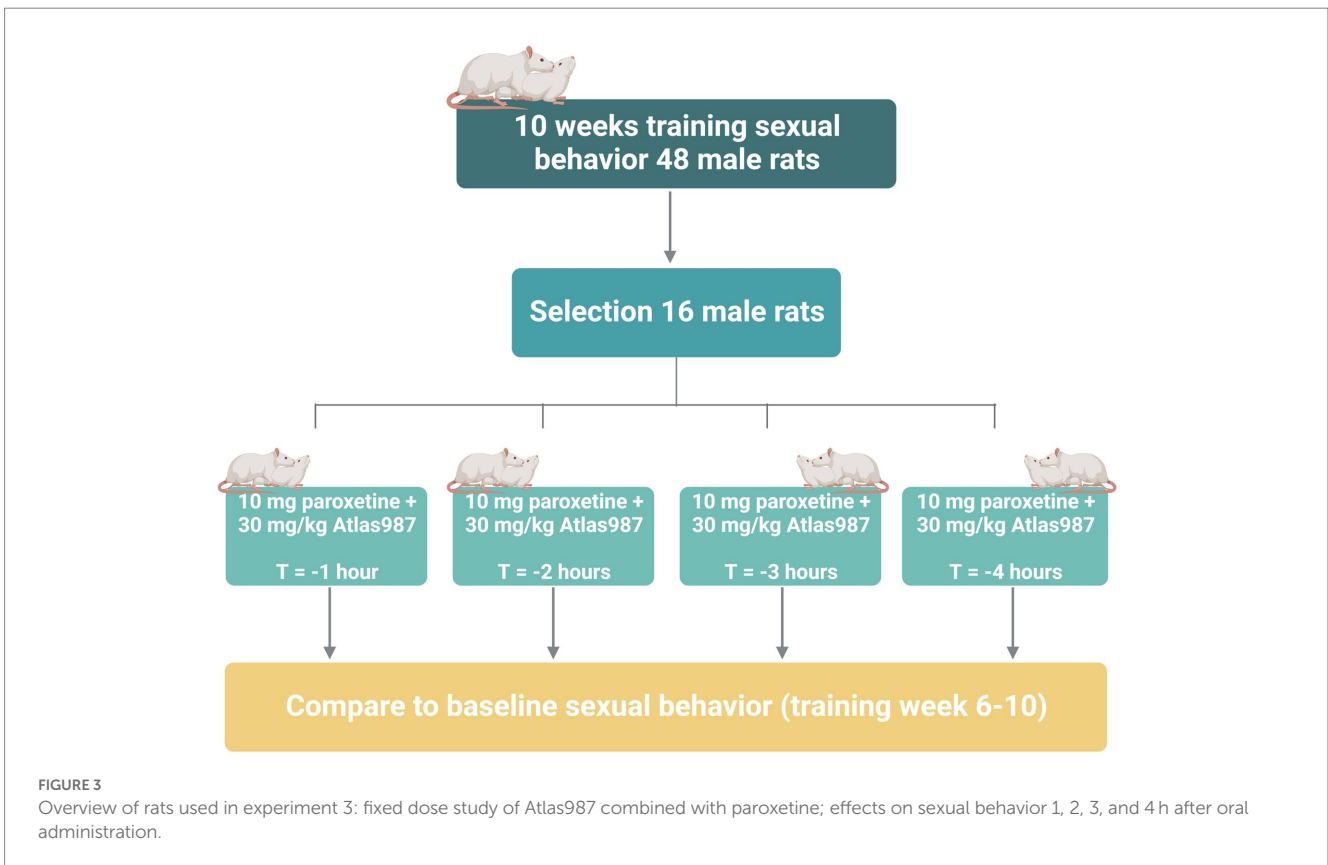 10 weeks training sexual
behavior 48 male rats
Selection 16 male rats
10 mg paroxetine +
30 mg/kg Atlas987
T = -1 hour
10 mg paroxetine +
30 mg/kg Atlas987
T = -2 hours
10 mg paroxetine +
30 mg/kg Atlas987
T = -3 hours
10 mg paroxetine +
30 mg/kg Atlas987
T = -4 hours
Compare to baseline sexual behavior (training week 6-10)
FIGURE 3
Overview of rats used in experiment 3: fixed dose study of Atlas987 combined with paroxetine; effects on sexual behavior 1, 2, 3, and 4 h after oral
administration.